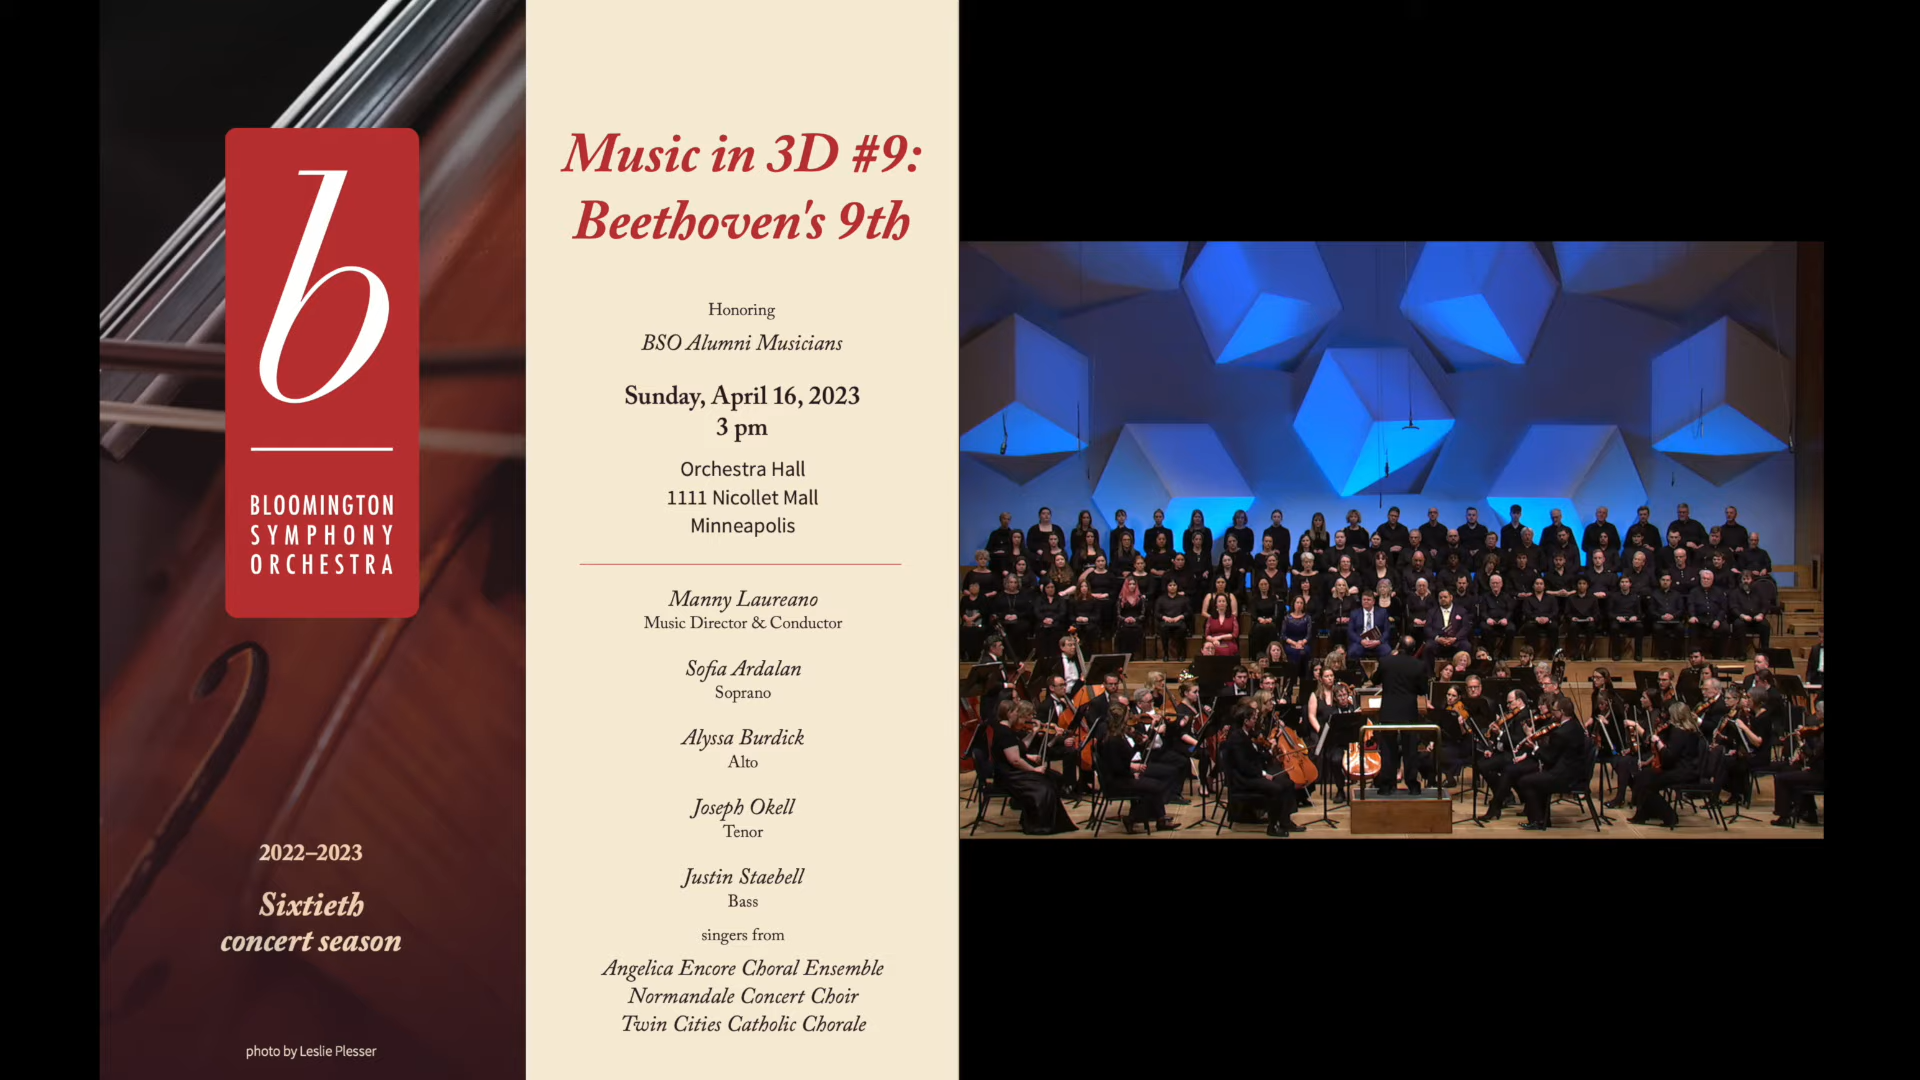 b
BLOOMINGTON
SYMPHONY
ORCHESTRA
2022–2023
Sixtieth
concert season
photo by Leslie Plesser
Music in 3D #9:
Beethoven's 9th
Honoring
BSO Alumni Musicians
Sunday, April 16, 2023
3 pm
Orchestra Hall
1111 Nicollet Mall
Minneapolis
Manny Laureano
Music Director & Conductor
Sofia Ardalan
Soprano
Alyssa Burdick
Alto
Joseph Okell
Tenor
Justin Staebell
Bass
singers from
Angelica Encore Choral Ensemble
Normandale Concert Choir
Twin Cities Catholic Chorale